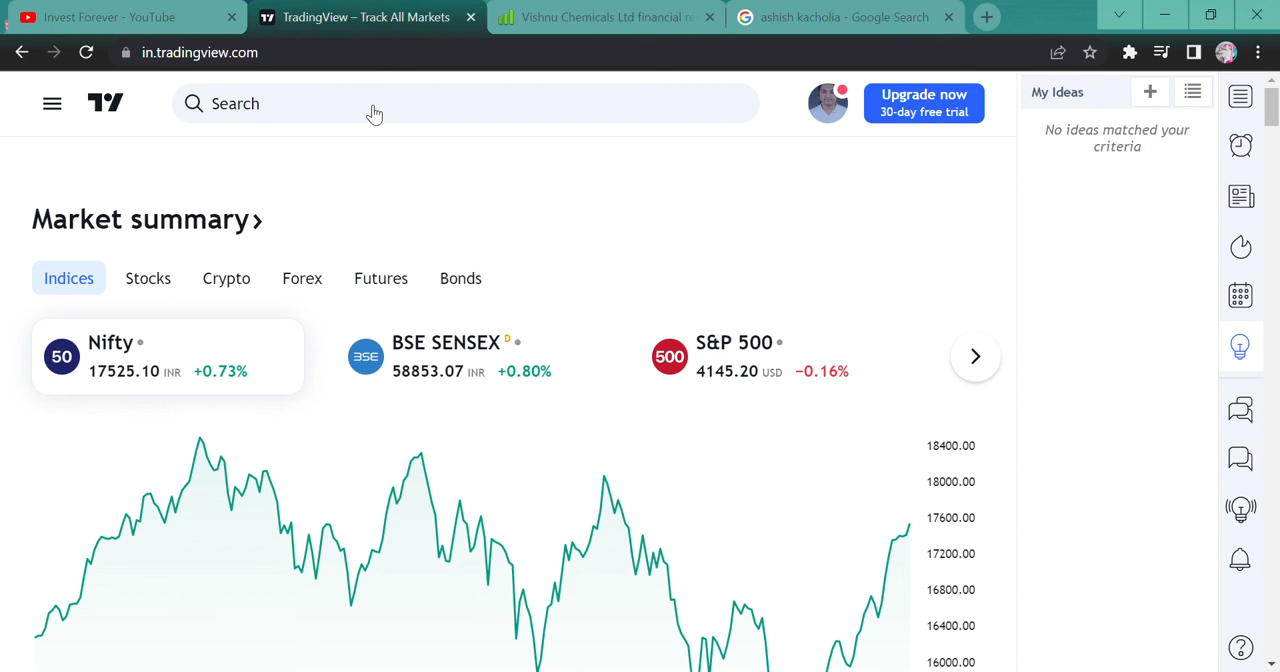 Invest Forever - YouTube
TradingView – Track All Markets
Vishnu Chemicals Ltd financial re
ashish kacholia - Google Search
in.tradingview.com
Search
Upgrade now
30-day free trial
My Ideas
No ideas matched your
criteria
Market summary›
Indices Stocks Crypto Forex Futures Bonds
50 Nifty
17525.10 INR +0.73%
BSE BSE SENSEX D
58853.07 INR +0.80%
500 S&P 500
4145.20 USD −0.16%
18400.00
18000.00
17600.00
17200.00
16800.00
16400.00
16000.00